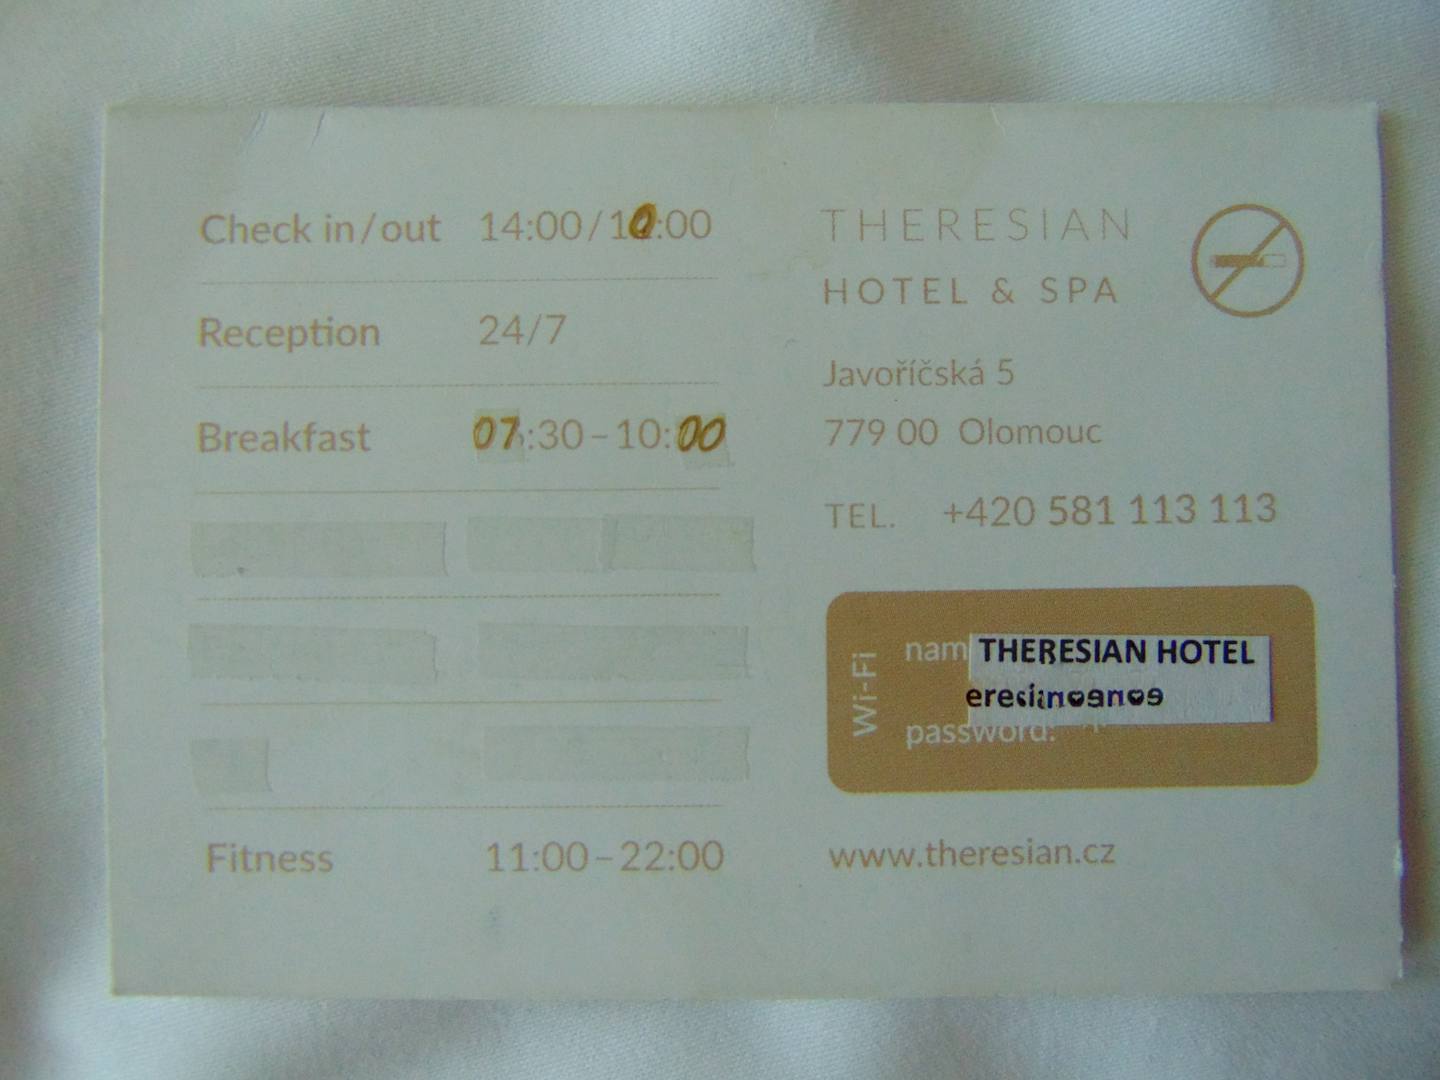 Check in/out 14:00/10:00
Reception 24/7
Breakfast 07:30–10:00
Fitness 11:00–22:00
THERESIAN
HOTEL & SPA
Javoříčská 5
779 00 Olomouc
TEL. +420 581 113 113
Wi-Fi
nam THERESIAN HOTEL
password:
www.theresian.cz